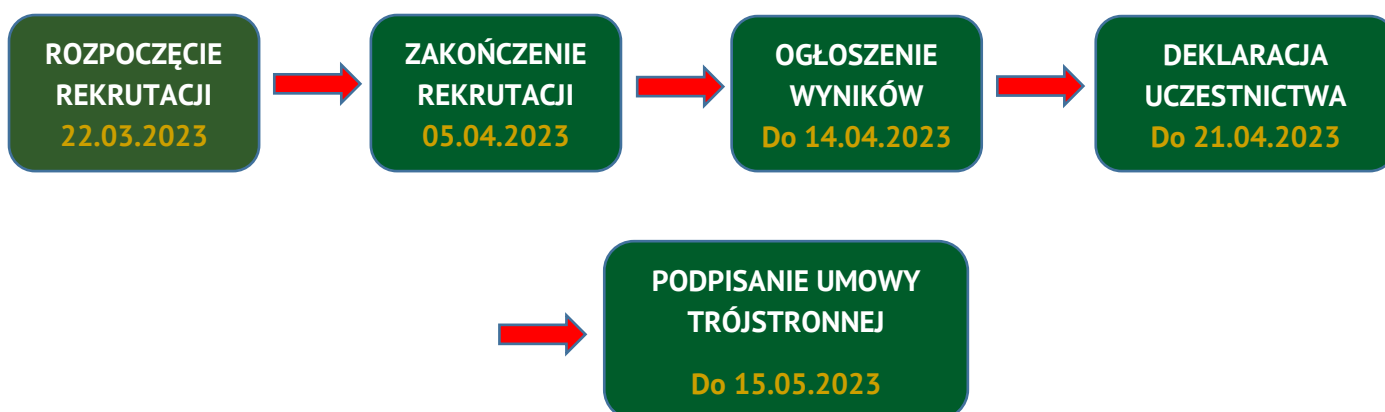 ROZPOCZĘCIE
REKRUTACJI
22.03.2023
ZAKOŃCZENIE
REKRUTACJI
05.04.2023
OGŁOSZENIE
WYNIKÓW
Do 14.04.2023
DEKLARACJA
UCZESTNICTWA
Do 21.04.2023
PODPISANIE UMOWY
TRÓJSTRONNEJ
Do 15.05.2023